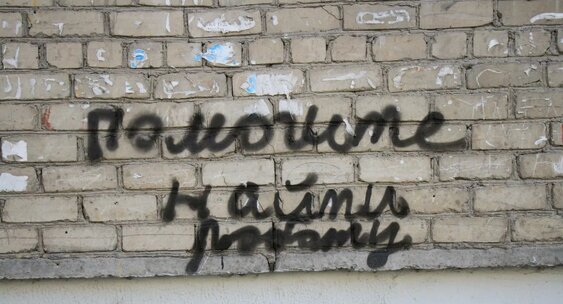 Помогите
найти
работу